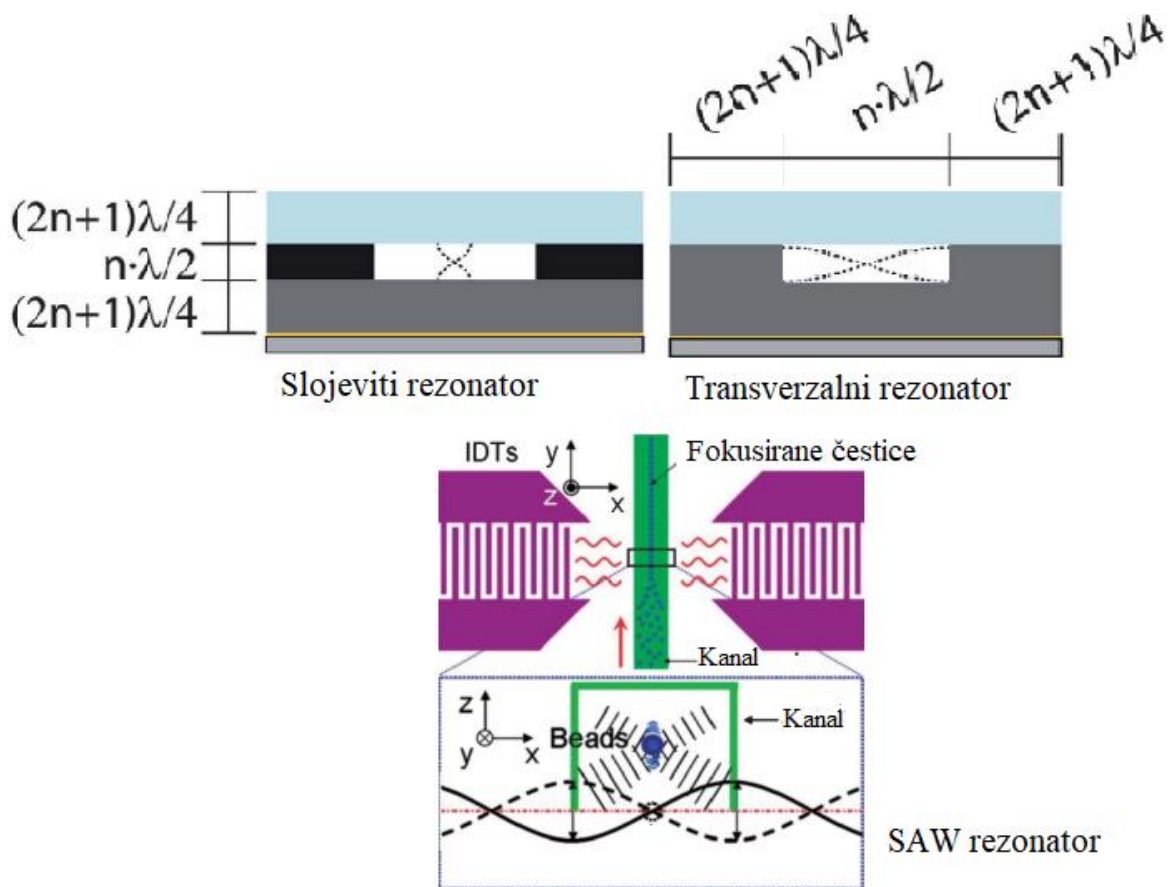 (2n+1)λ/4
n·λ/2
(2n+1)λ/4
(2n+1)λ/4
n·λ/2
(2n+1)λ/4
Slojeviti rezonator
Transverzalni rezonator
IDTs
y
z
x
Fokusirane čestice
Kanal
z
y
x
Beads
Kanal
SAW rezonator